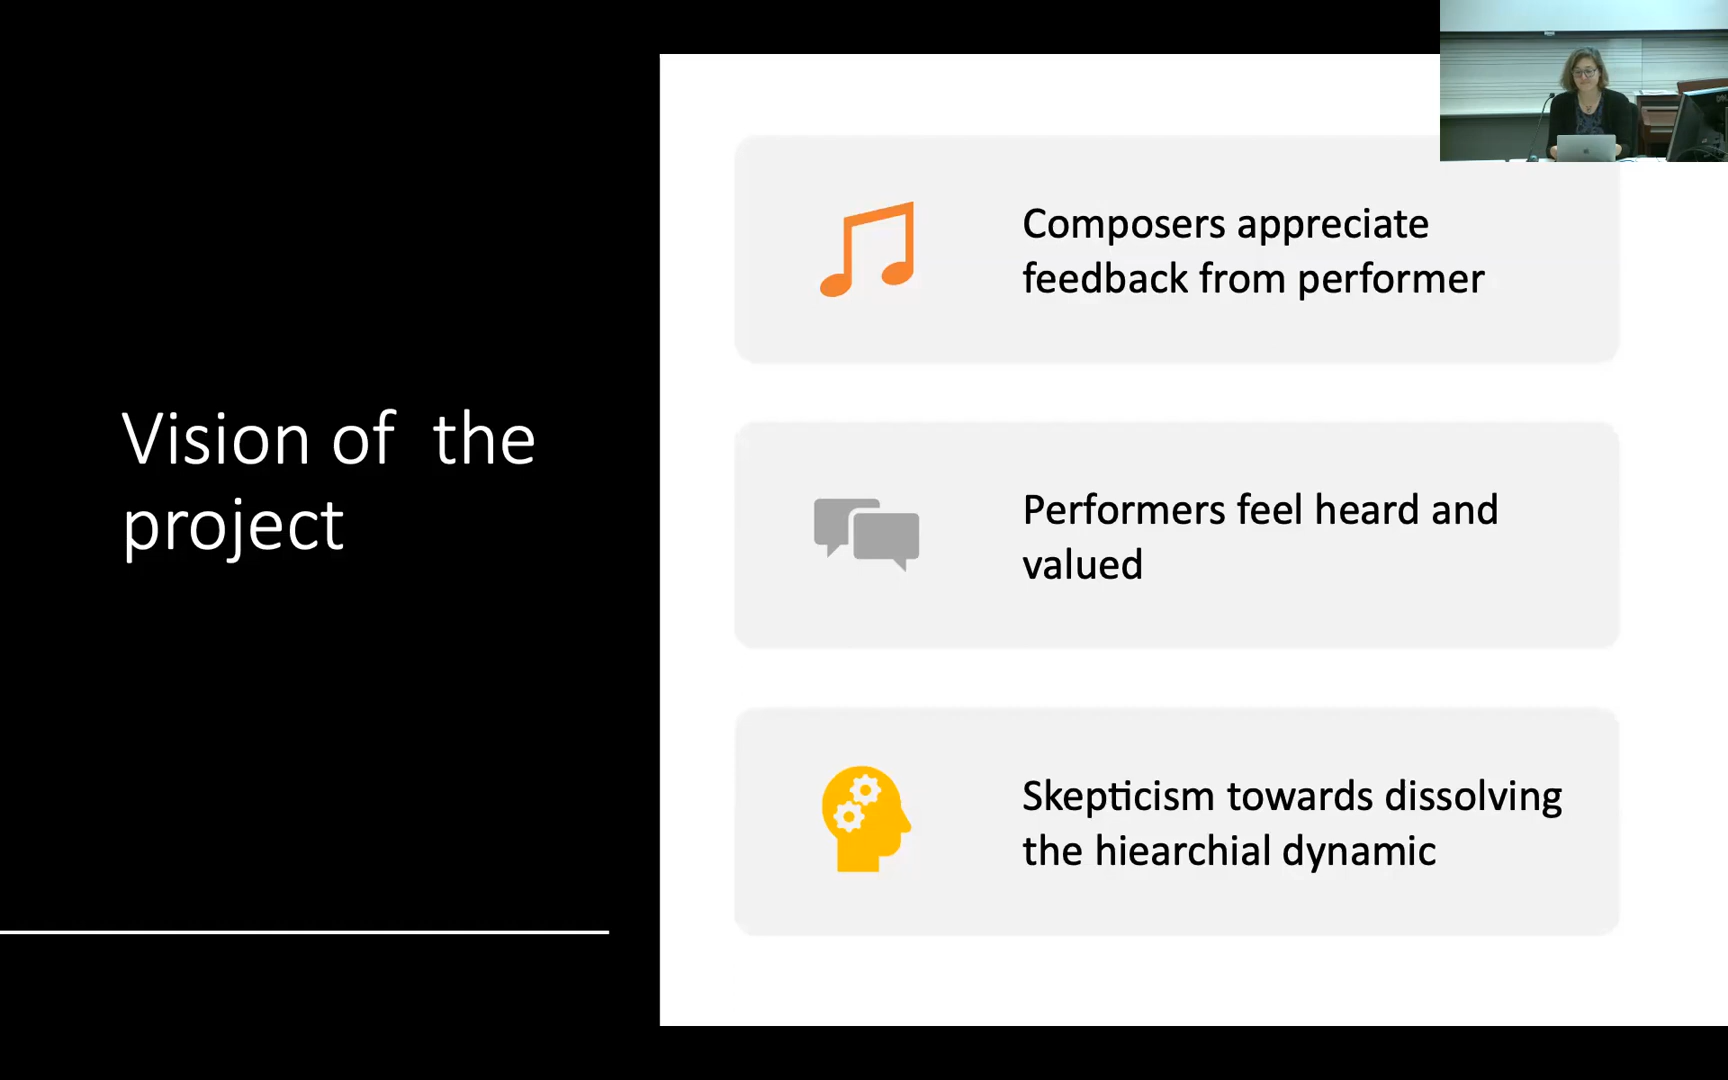 Vision of  the
project
Composers appreciate
feedback from performer
Performers feel heard and
valued
Skepticism towards dissolving
the hiearchial dynamic